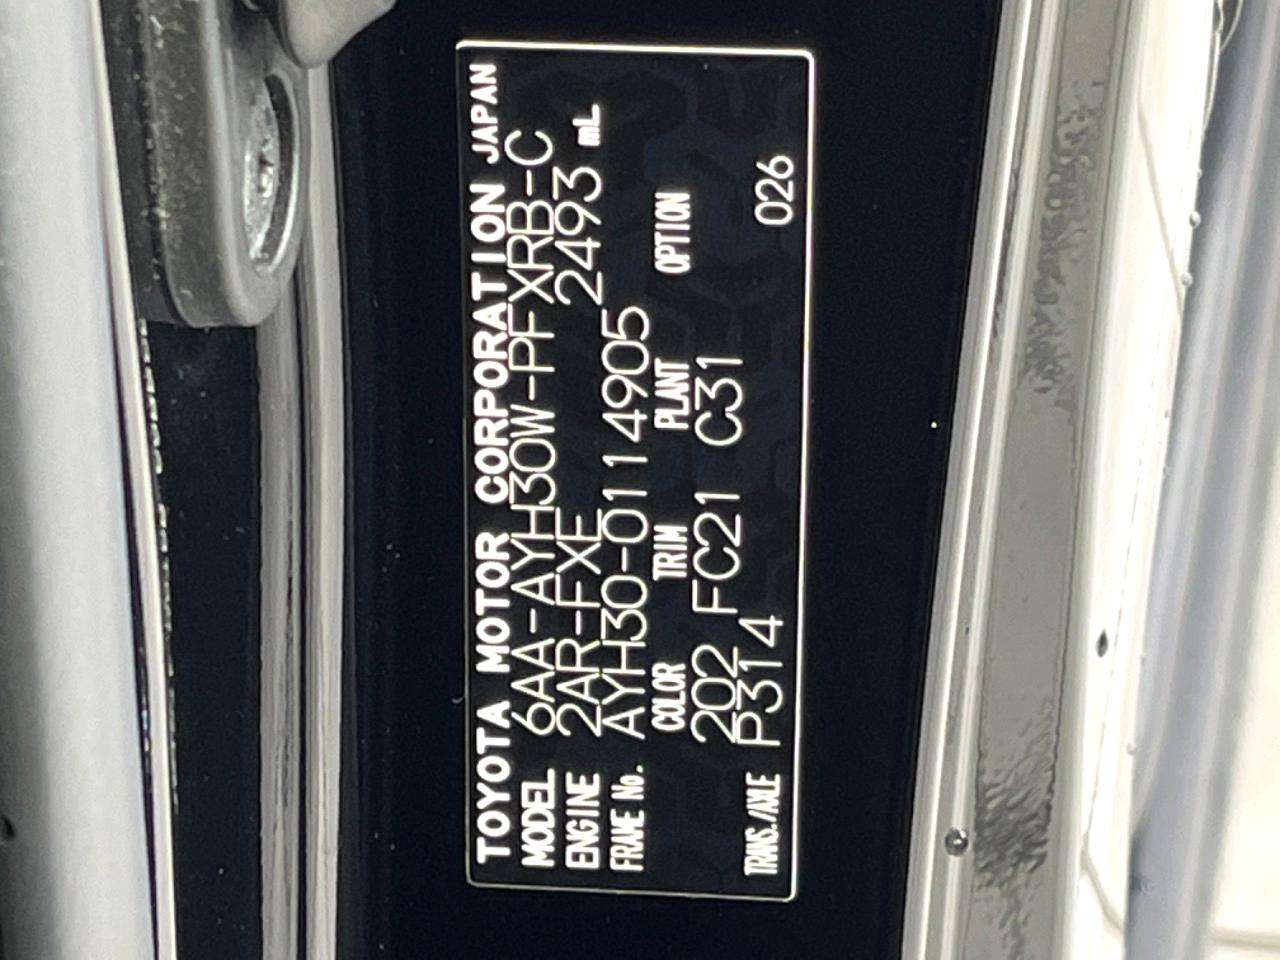 TOYOTA MOTOR CORPORATION JAPAN
MODEL 6AA-AYH30W-PFXRB-C
ENGINE 2AR-FXE 2493 mL
FRAME No. AYH30-0114905
COLOR TRIM PLANT OPTION
202 FC21 C31
TRANS./AXLE P314 026